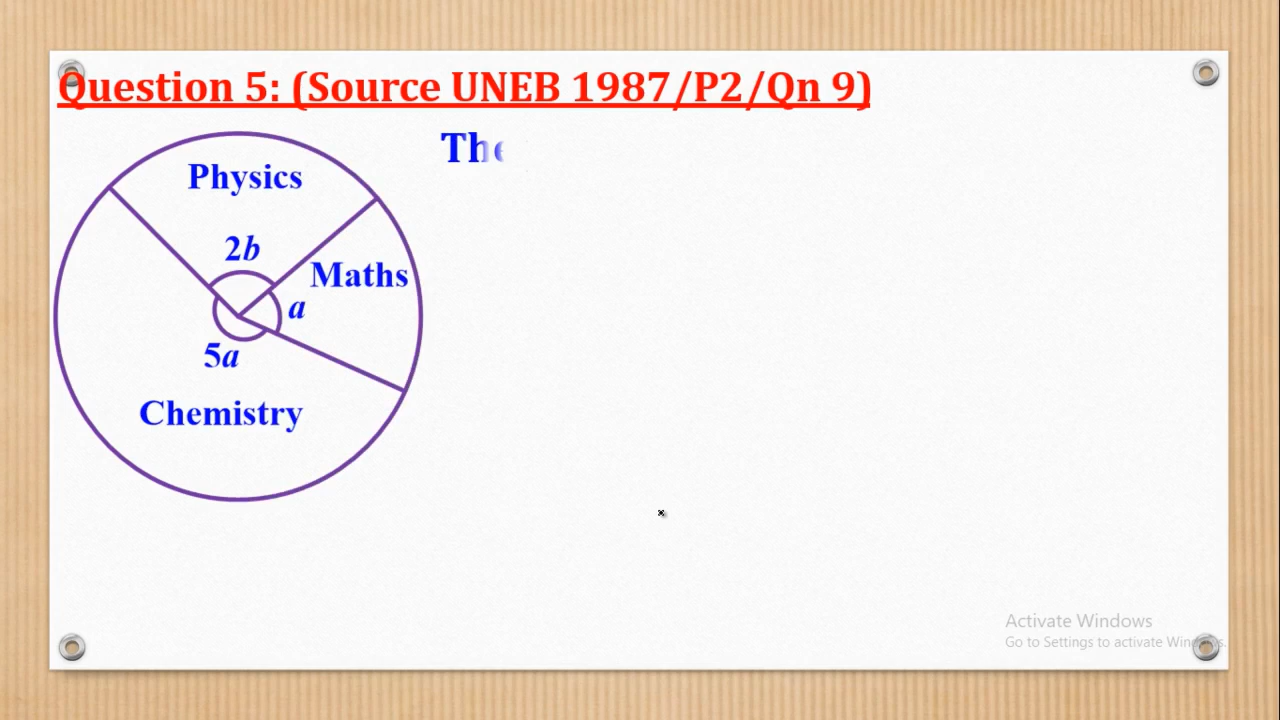 Question 5: (Source UNEB 1987/P2/Qn 9)
Physics
2b
Maths
a
5a
Chemistry
Activate Windows
Go to Settings to activate Windows.